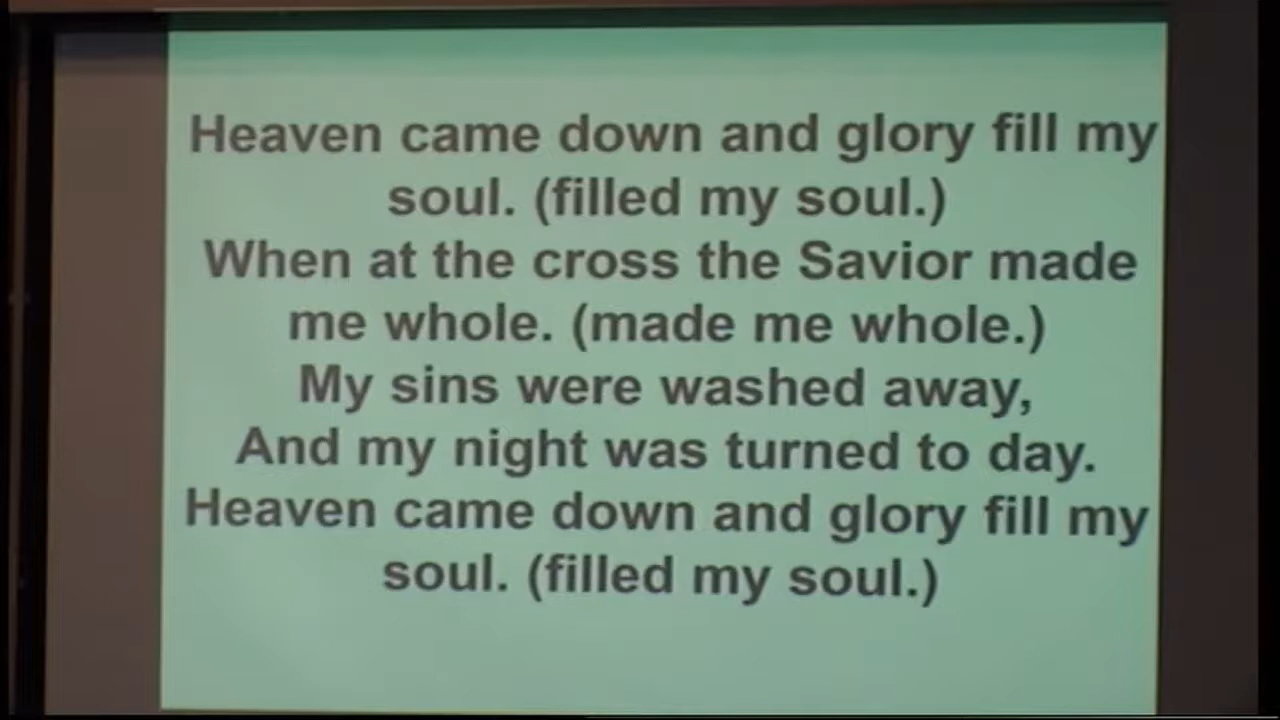 Heaven came down and glory fill my
soul. (filled my soul.)
When at the cross the Savior made
me whole. (made me whole.)
My sins were washed away,
And my night was turned to day.
Heaven came down and glory fill my
soul. (filled my soul.)